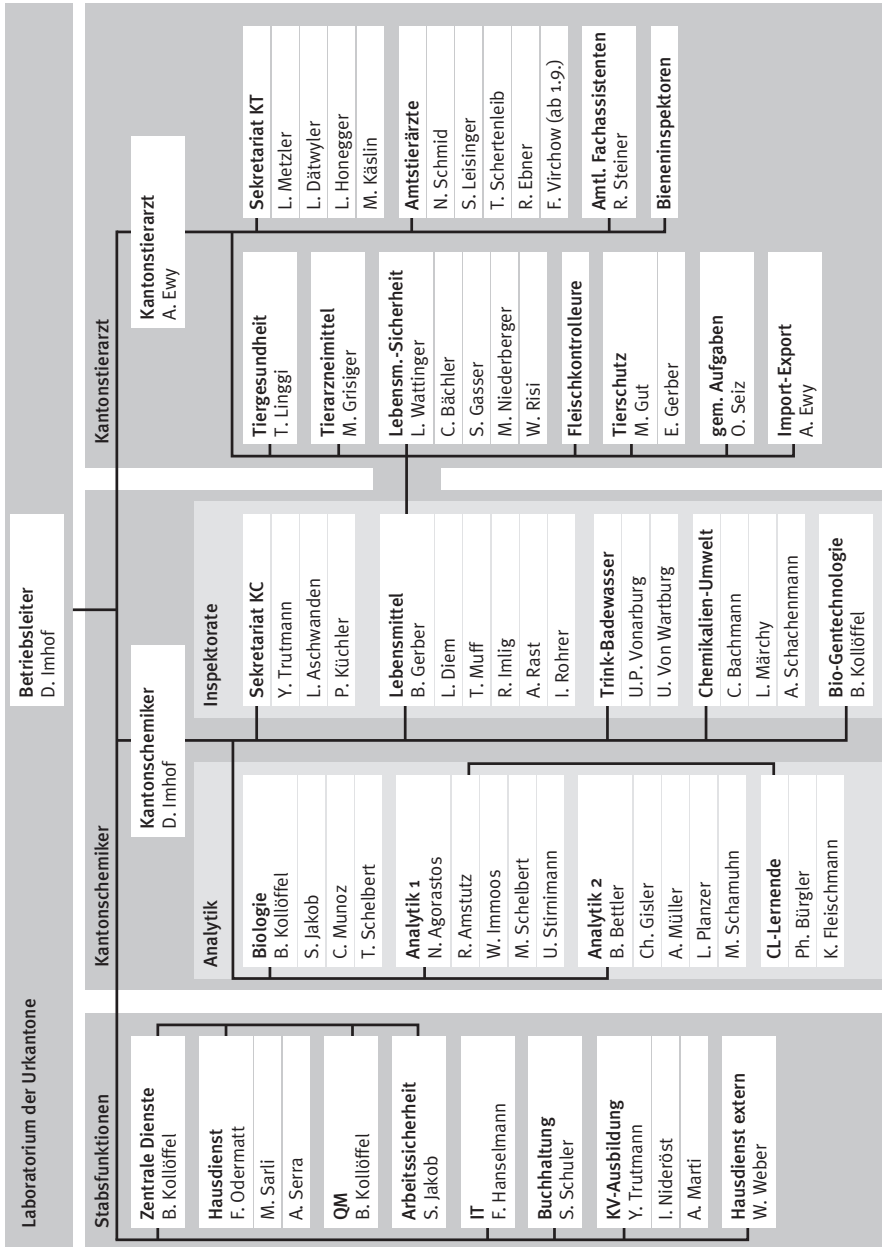 Laboratorium der Urkantone
Betriebsleiter
D. Imhof
Stabsfunktionen
Zentrale Dienste
B. Kollöffel
Hausdienst
F. Odermatt
M. Sarli
A. Serra
QM
B. Kollöffel
Arbeitssicherheit
S. Jakob
IT
F. Hanselmann
Buchhaltung
S. Schuler
KV-Ausbildung
Y. Trutmann
I. Nideröst
A. Marti
Hausdienst extern
W. Weber
Kantonschemiker
Kantonschemiker
D. Imhof
Analytik
Biologie
B. Kollöffel
S. Jakob
C. Munoz
T. Schelbert
Analytik 1
N. Agorastos
R. Amstutz
W. Immoos
M. Schelbert
U. Stirnimann
Analytik 2
B. Bettler
Ch. Gisler
A. Müller
L. Planzer
M. Schamuhn
CL-Lernende
Ph. Bürgler
K. Fleischmann
Inspektorate
Sekretariat KC
Y. Trutmann
L. Aschwanden
P. Küchler
Lebensmittel
B. Gerber
L. Diem
T. Muff
R. Imlig
A. Rast
I. Rohrer
Trink-Badewasser
U.P. Vonarburg
U. Von Wartburg
Chemikalien-Umwelt
C. Bachmann
L. Märchy
A. Schachenmann
Bio-Gentechnologie
B. Kollöffel
Kantonstierarzt
Kantonstierarzt
A. Ewy
Tiergesundheit
T. Linggi
Tierarzneimittel
M. Grisiger
Lebensm.-Sicherheit
L. Wattinger
C. Bächler
S. Gasser
M. Niederberger
W. Risi
Fleischkontrolleure
Tierschutz
M. Gut
E. Gerber
gem. Aufgaben
O. Seiz
Import-Export
A. Ewy
Sekretariat KT
L. Metzler
L. Dätwyler
L. Honegger
M. Käslin
Amtstierärzte
N. Schmid
S. Leisinger
T. Schertenleib
R. Ebner
F. Virchow (ab 1.9.)
Amtl. Fachassistenten
R. Steiner
Bieneninspektoren